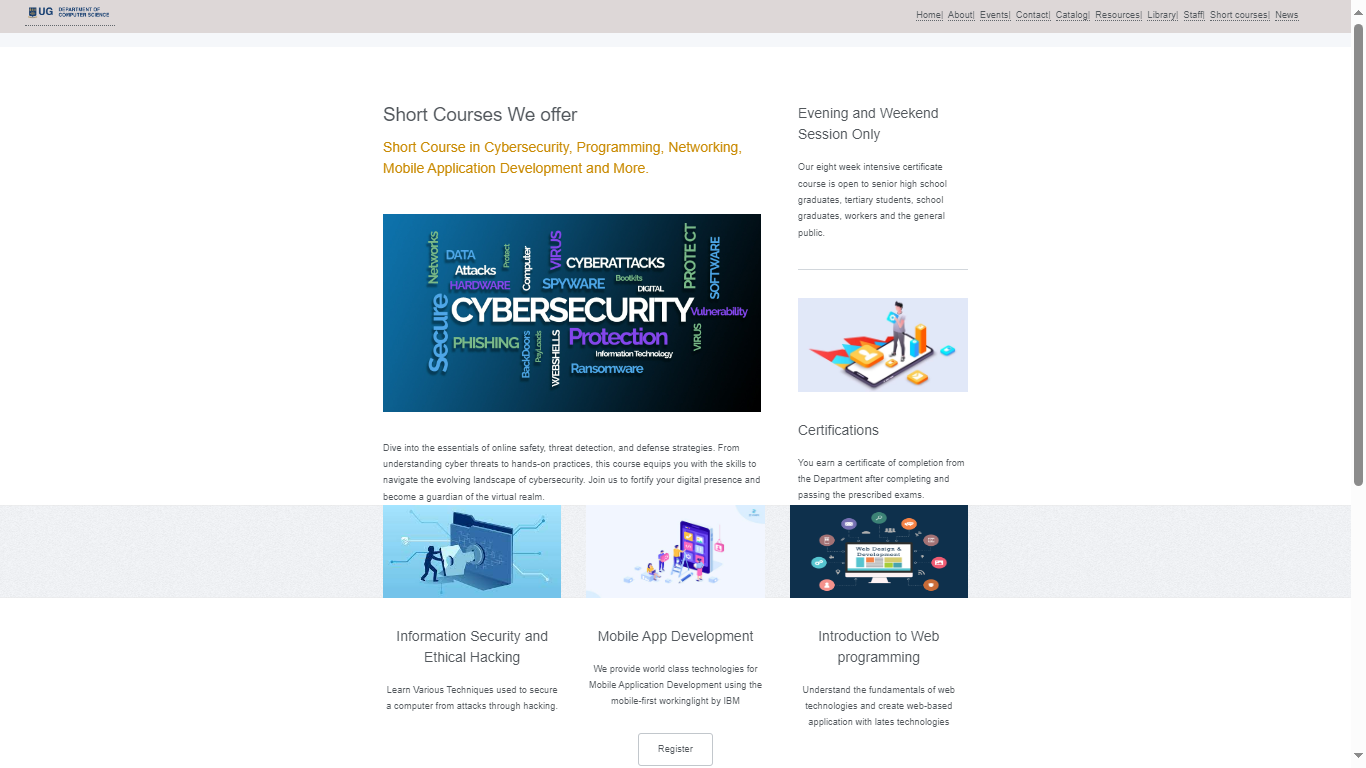 UG DEPARTMENT OF
COMPUTER SCIENCE
Home| About| Events| Contact| Catalog| Resources| Library| Staff| Short courses| News
Short Courses We offer
Short Course in Cybersecurity, Programming, Networking,
Mobile Application Development and More.
Networks
DATA
Attacks
HARDWARE
Protect
Computer
VIRUS
CYBERATTACKS
SPYWARE
Bootkits
DIGITAL
PROTECT
SOFTWARE
Secure
CYBERSECURITY
Vulnerability
PHISHING
BackDoors
PayLoads
WEBSHELLS
Protection
Information Technology
Ransomware
VIRUS
Dive into the essentials of online safety, threat detection, and defense strategies. From
understanding cyber threats to hands-on practices, this course equips you with the skills to
navigate the evolving landscape of cybersecurity. Join us to fortify your digital presence and
become a guardian of the virtual realm.
Evening and Weekend
Session Only
Our eight week intensive certificate
course is open to senior high school
graduates, tertiary students, school
graduates, workers and the general
public.
Certifications
You earn a certificate of completion from
the Department after completing and
passing the prescribed exams.
Web Design &
Development
Information Security and
Ethical Hacking
Learn Various Techniques used to secure
a computer from attacks through hacking.
Mobile App Development
We provide world class technologies for
Mobile Application Development using the
mobile-first workinglight by IBM
Introduction to Web
programming
Understand the fundamentals of web
technologies and create web-based
application with lates technologies
Register